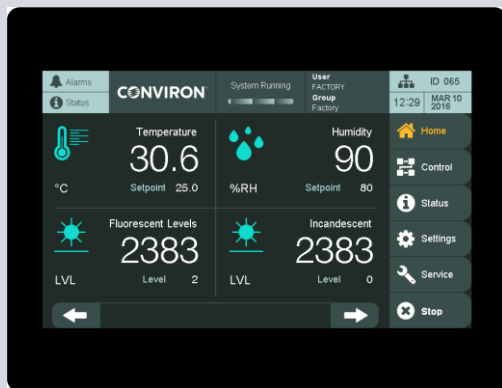 Alarms
Status
CONVIRON
System Running
User
FACTORY
Group
Factory
ID 065
12:29
MAR 10
2016
Temperature
30.6
°C
Setpoint 25.0
Humidity
90
%RH
Setpoint 80
Fluorescent Levels
2383
LVL
Level 2
Incandescent
2383
LVL
Level 0
Home
Control
Status
Settings
Service
Stop